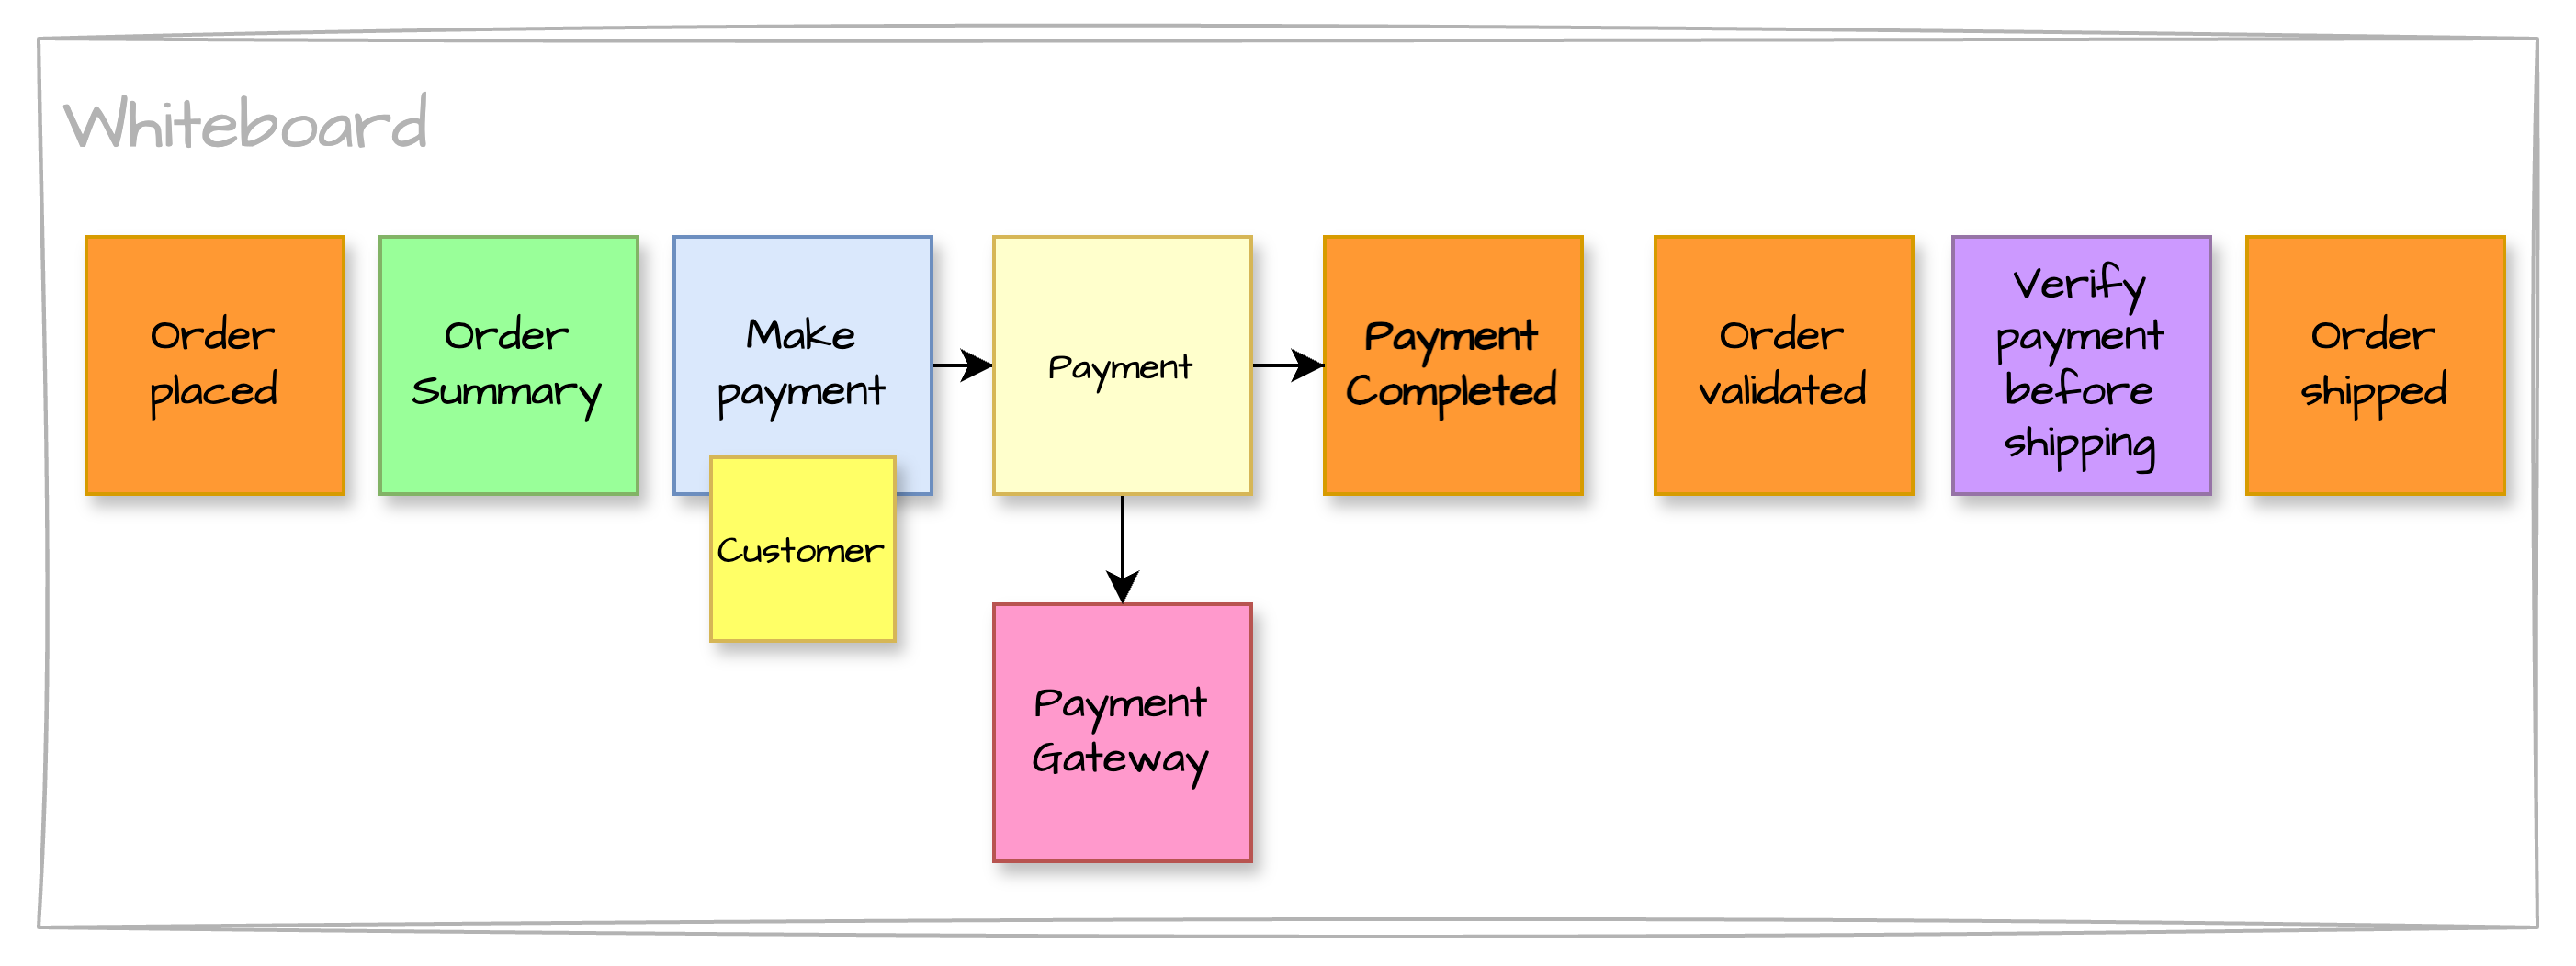 Whiteboard
Order
placed
Order
Summary
Make
payment
Customer
Payment
Payment
Gateway
Payment
Completed
Order
validated
Verify
payment
before
shipping
Order
shipped